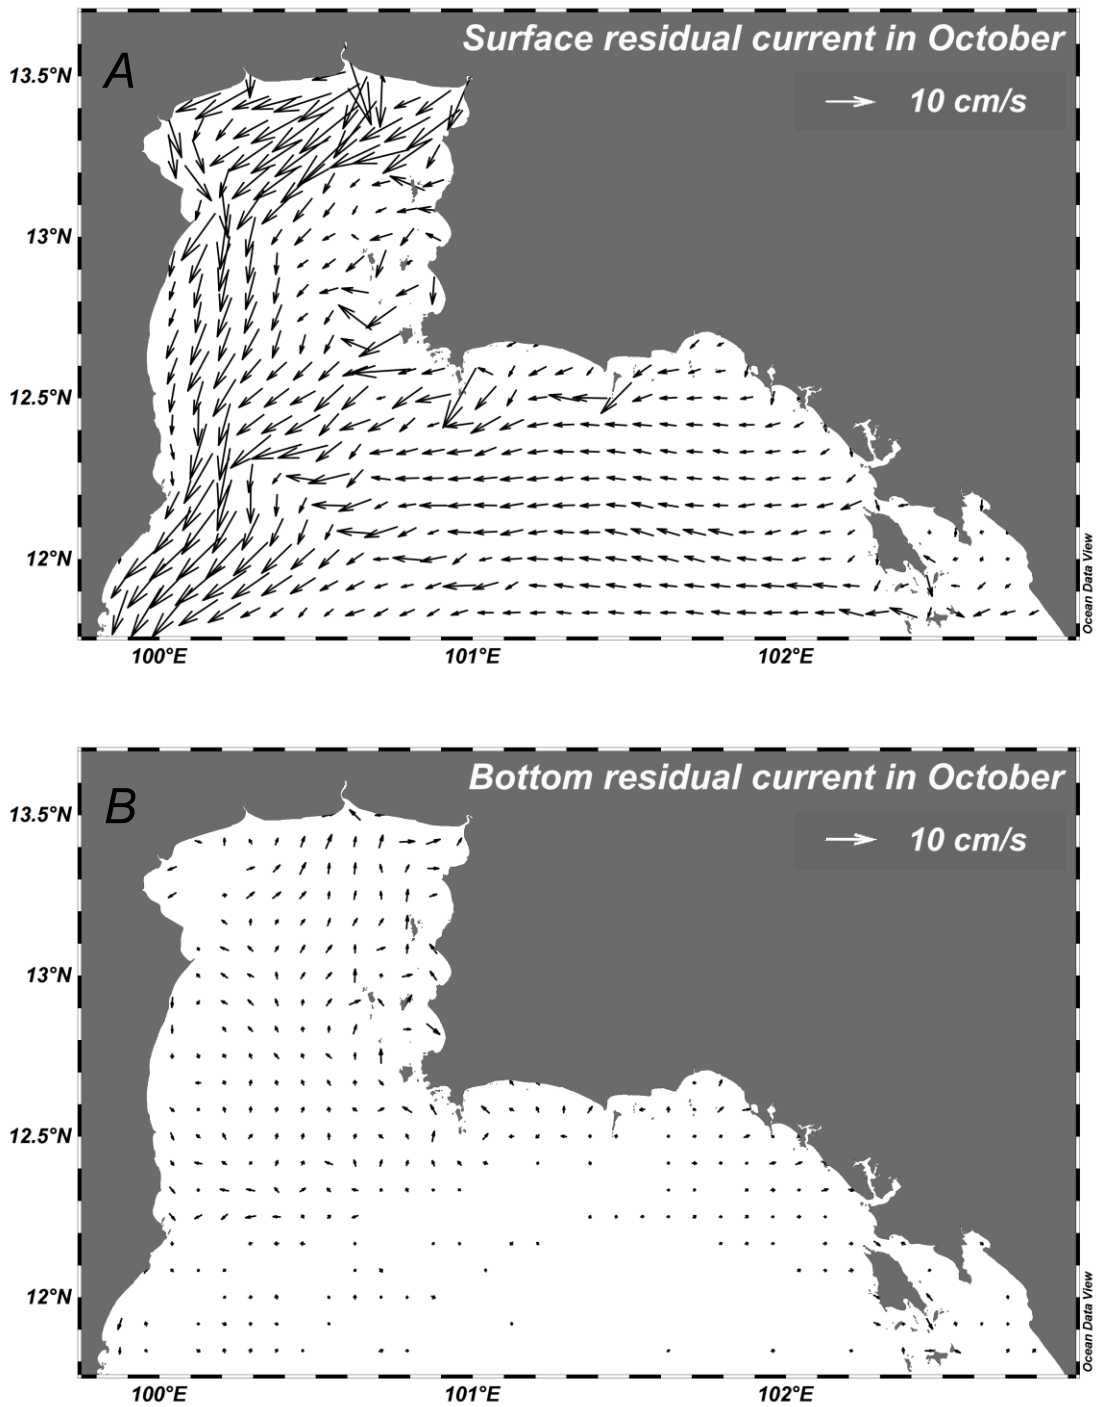 A
Surface residual current in October
10 cm/s
13.5°N
13°N
12.5°N
12°N
100°E
101°E
102°E
Ocean Data View
B
Bottom residual current in October
10 cm/s
13.5°N
13°N
12.5°N
12°N
100°E
101°E
102°E
Ocean Data View